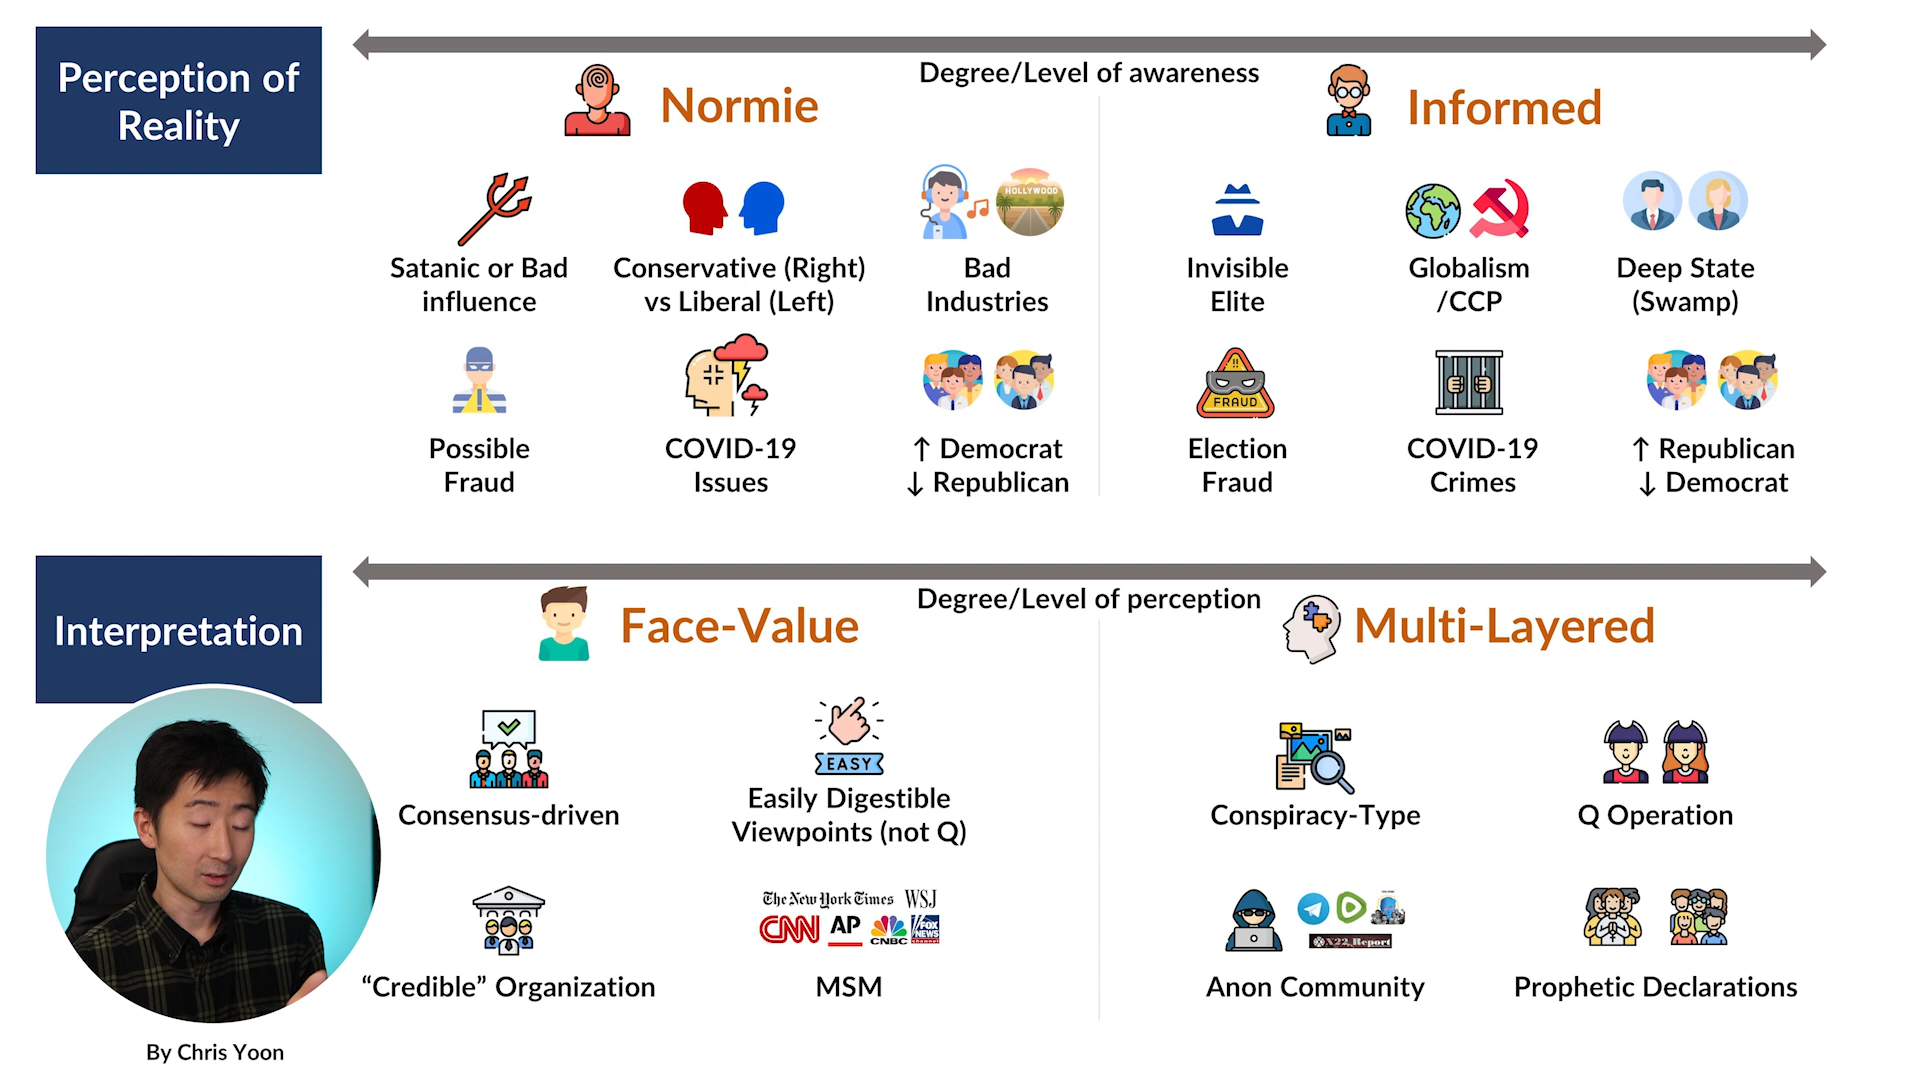 Perception of
Reality
Degree/Level of awareness
Normie
Informed
HOLLYWOOD
Satanic or Bad
influence
Conservative (Right)
vs Liberal (Left)
Bad
Industries
Invisible
Elite
Globalism
/CCP
Deep State
(Swamp)
!!
FRAUD
Possible
Fraud
COVID-19
Issues
↑ Democrat
↓ Republican
Election
Fraud
COVID-19
Crimes
↑ Republican
↓ Democrat
Interpretation
Degree/Level of perception
Face-Value
Multi-Layered
EASY
Consensus-driven
Easily Digestible
Viewpoints (not Q)
Conspiracy-Type
Q Operation
The New York Times WSJ
CNN AP CNBC FOX NEWS channel
X22 Report
“Credible” Organization
MSM
Anon Community
Prophetic Declarations
By Chris Yoon